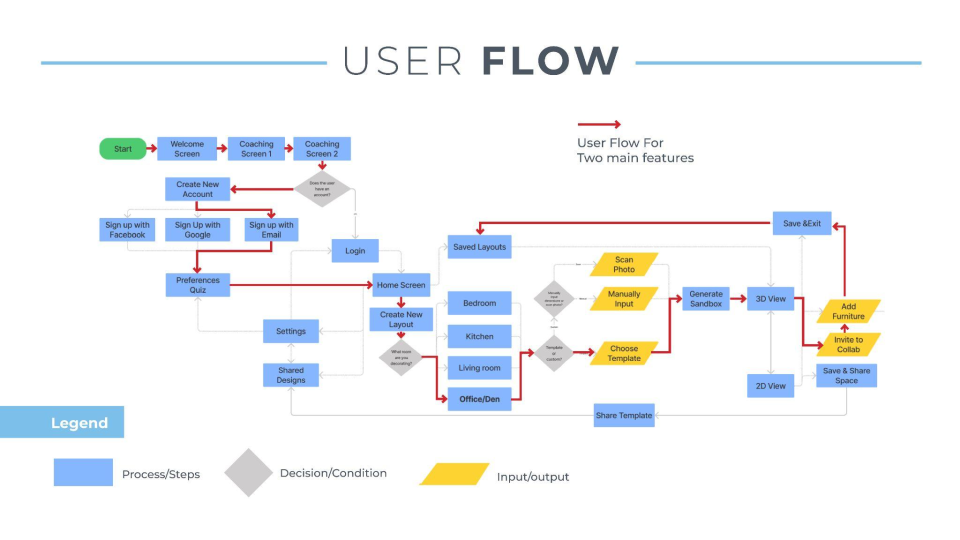 USER FLOW
User Flow For
Two main features
Start
Welcome
Screen
Coaching
Screen 1
Coaching
Screen 2
Does the user
have an
account?
Create New
Account
Sign up with
Facebook
Sign Up with
Google
Sign up with
Email
Login
Preferences
Quiz
Home Screen
Saved Layouts
Create New
Layout
Settings
Shared
Designs
What room
are you
decorating?
Bedroom
Kitchen
Living room
Office/Den
Template
or
custom?
Scan
Photo
Manually
Input
Choose
Template
Generate
Sandbox
3D View
2D View
Save &Exit
Add
Furniture
Invite to
Collab
Save & Share
Space
Share Template
Legend
Process/Steps
Decision/Condition
Input/output